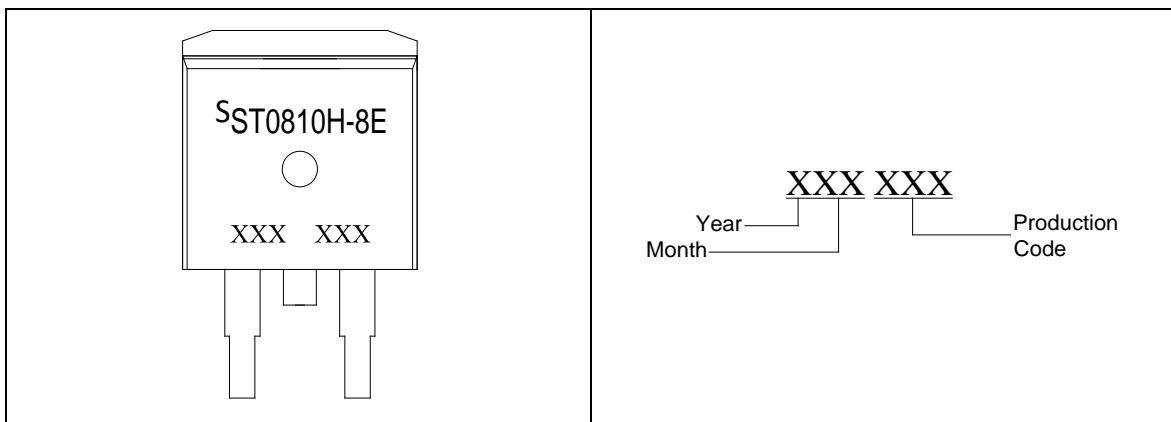 SST0810H-8E
XXX XXX
XXX XXX
Year
Month
Production
Code